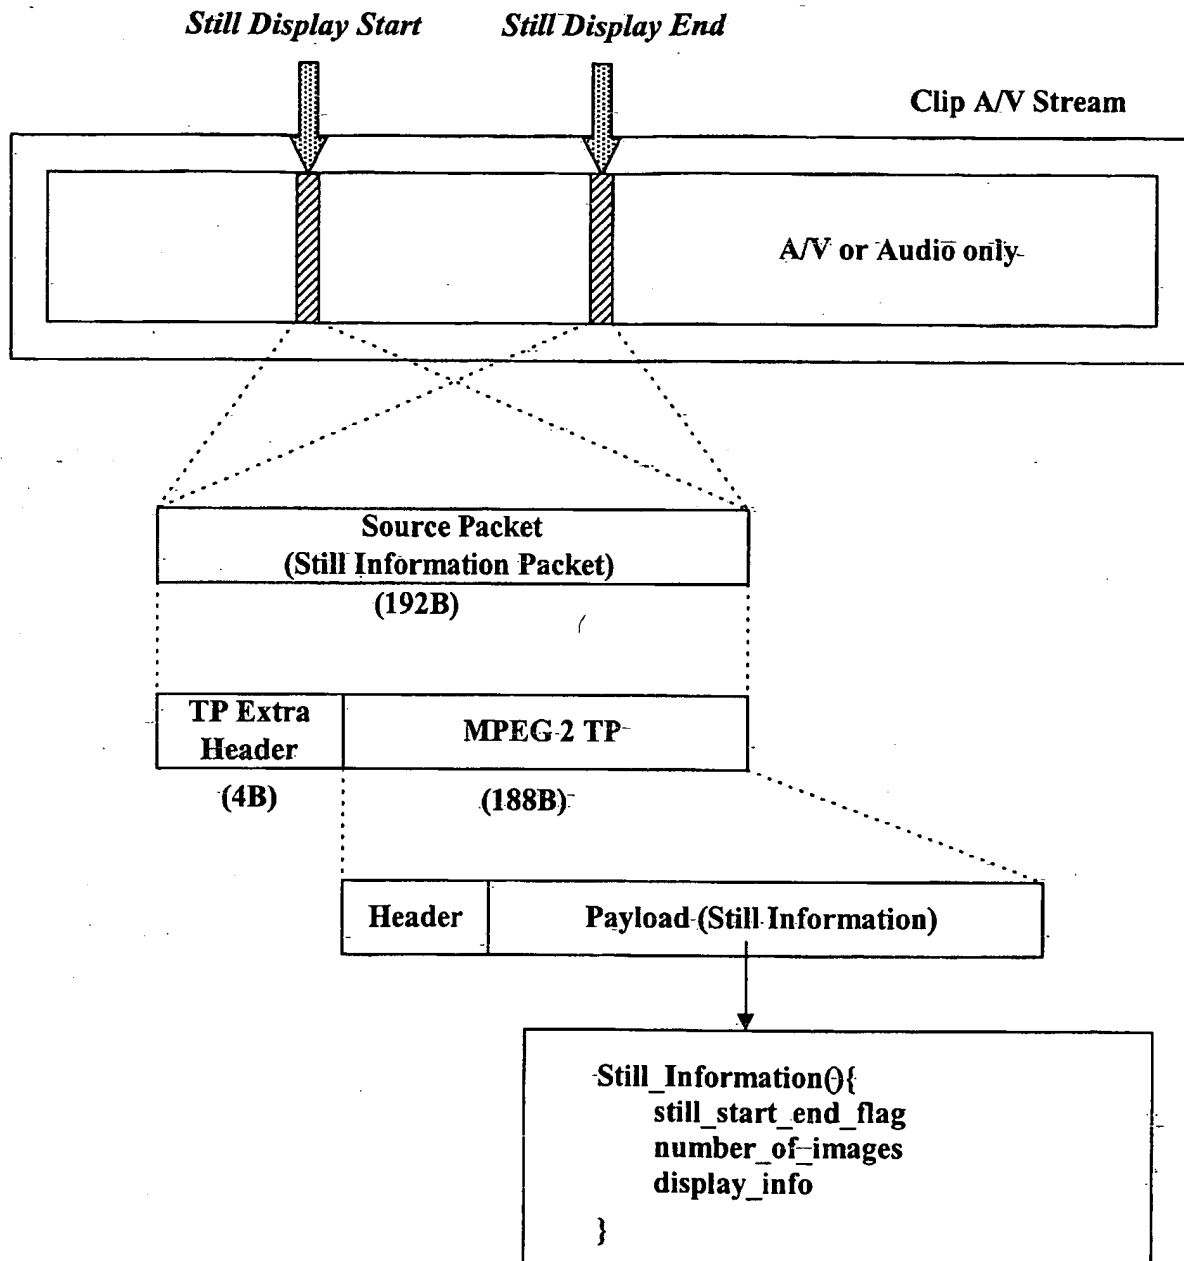 Still Display Start
Still Display End
Clip A/V Stream
A/V or Audio only
Source Packet
(Still Information Packet)
(192B)
TP Extra
Header
MPEG-2 TP
(4B)
(188B)
Header
Payload (Still Information)
Still_Information(){
still_start_end_flag
number_of_images
display_info
}